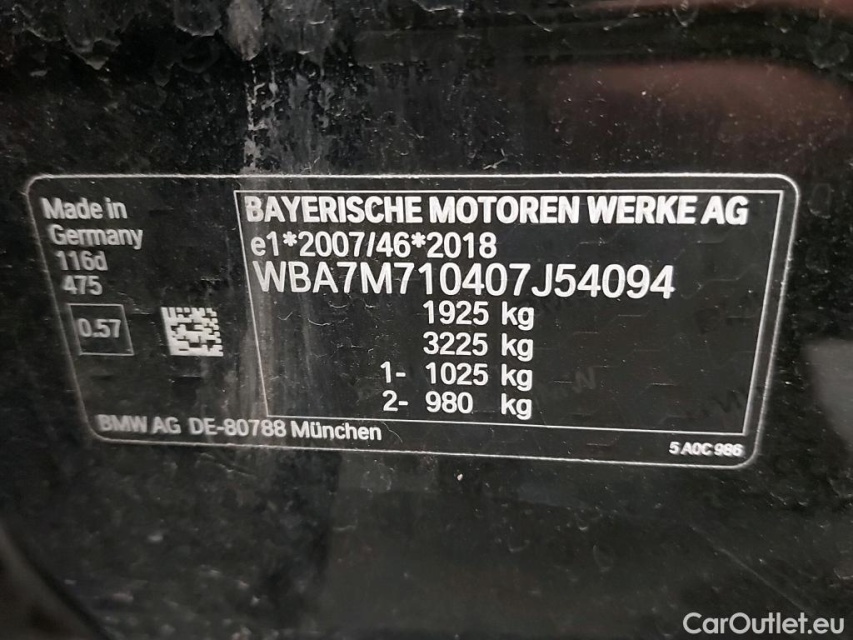 Made in
Germany
116d
475
0.57
BAYERISCHE MOTOREN WERKE AG
e1*2007/46*2018
WBA7M710407J54094
1925 kg
3225 kg
1- 1025 kg
2- 980 kg
BMW AG DE-80788 München
5 A0C 986
CarOutlet.eu